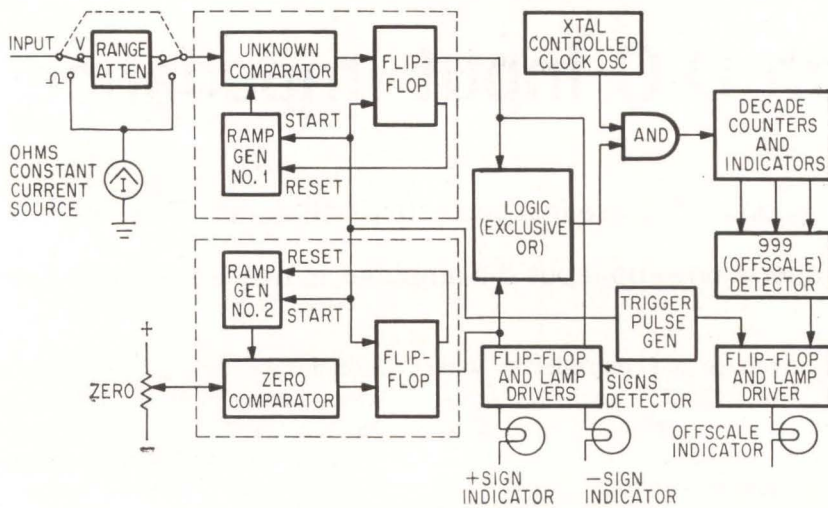 INPUT
V
Ω
RANGE
ATTEN
OHMS
CONSTANT
CURRENT
SOURCE
I
UNKNOWN
COMPARATOR
FLIP-
FLOP
RAMP
GEN
NO. 1
START
RESET
RAMP
GEN
NO. 2
RESET
START
FLIP-
FLOP
ZERO
COMPARATOR
+
ZERO
XTAL
CONTROLLED
CLOCK OSC
AND
DECADE
COUNTERS
AND
INDICATORS
LOGIC
(EXCLUSIVE
OR)
999
(OFFSCALE)
DETECTOR
TRIGGER
PULSE
GEN
FLIP-FLOP
AND LAMP
DRIVERS
SIGNS
DETECTOR
FLIP-FLOP
AND LAMP
DRIVER
+SIGN
INDICATOR
−SIGN
INDICATOR
OFFSCALE
INDICATOR